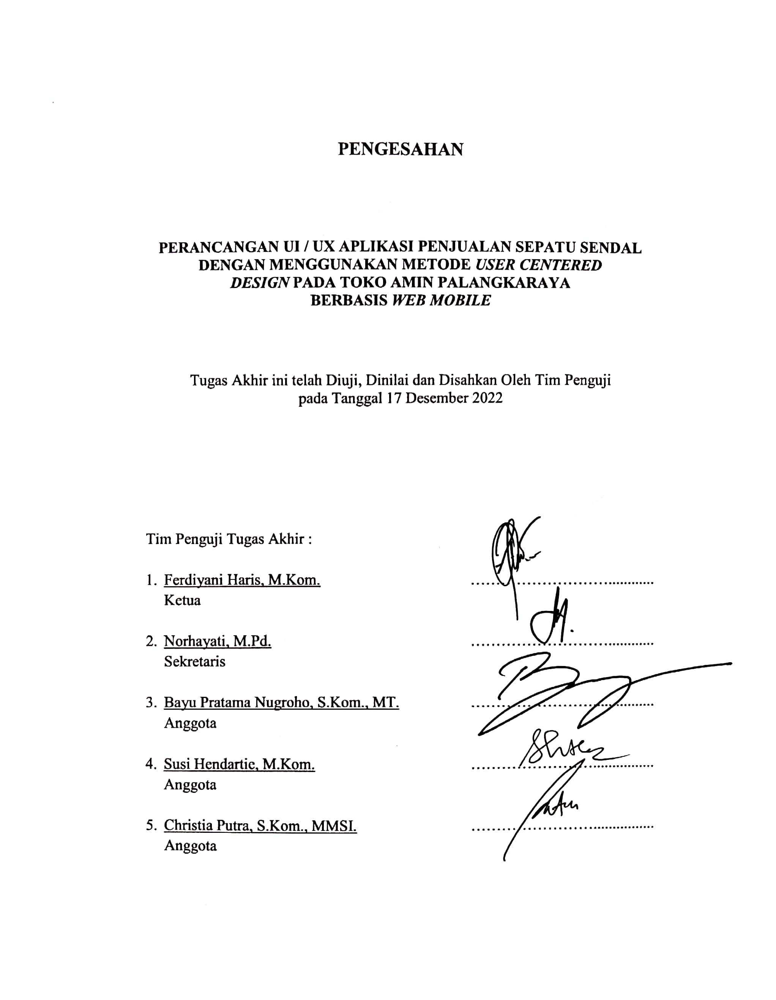 PENGESAHAN
PERANCANGAN UI / UX APLIKASI PENJUALAN SEPATU SENDAL
DENGAN MENGGUNAKAN METODE USER CENTERED
DESIGN PADA TOKO AMIN PALANGKARAYA
BERBASIS WEB MOBILE
Tugas Akhir ini telah Diuji, Dinilai dan Disahkan Oleh Tim Penguji
pada Tanggal 17 Desember 2022
Tim Penguji Tugas Akhir :
1. Ferdiyani Haris, M.Kom.
Ketua
2. Norhayati, M.Pd.
Sekretaris
3. Bayu Pratama Nugroho, S.Kom., MT.
Anggota
4. Susi Hendartie, M.Kom.
Anggota
5. Christia Putra, S.Kom., MMSI.
Anggota